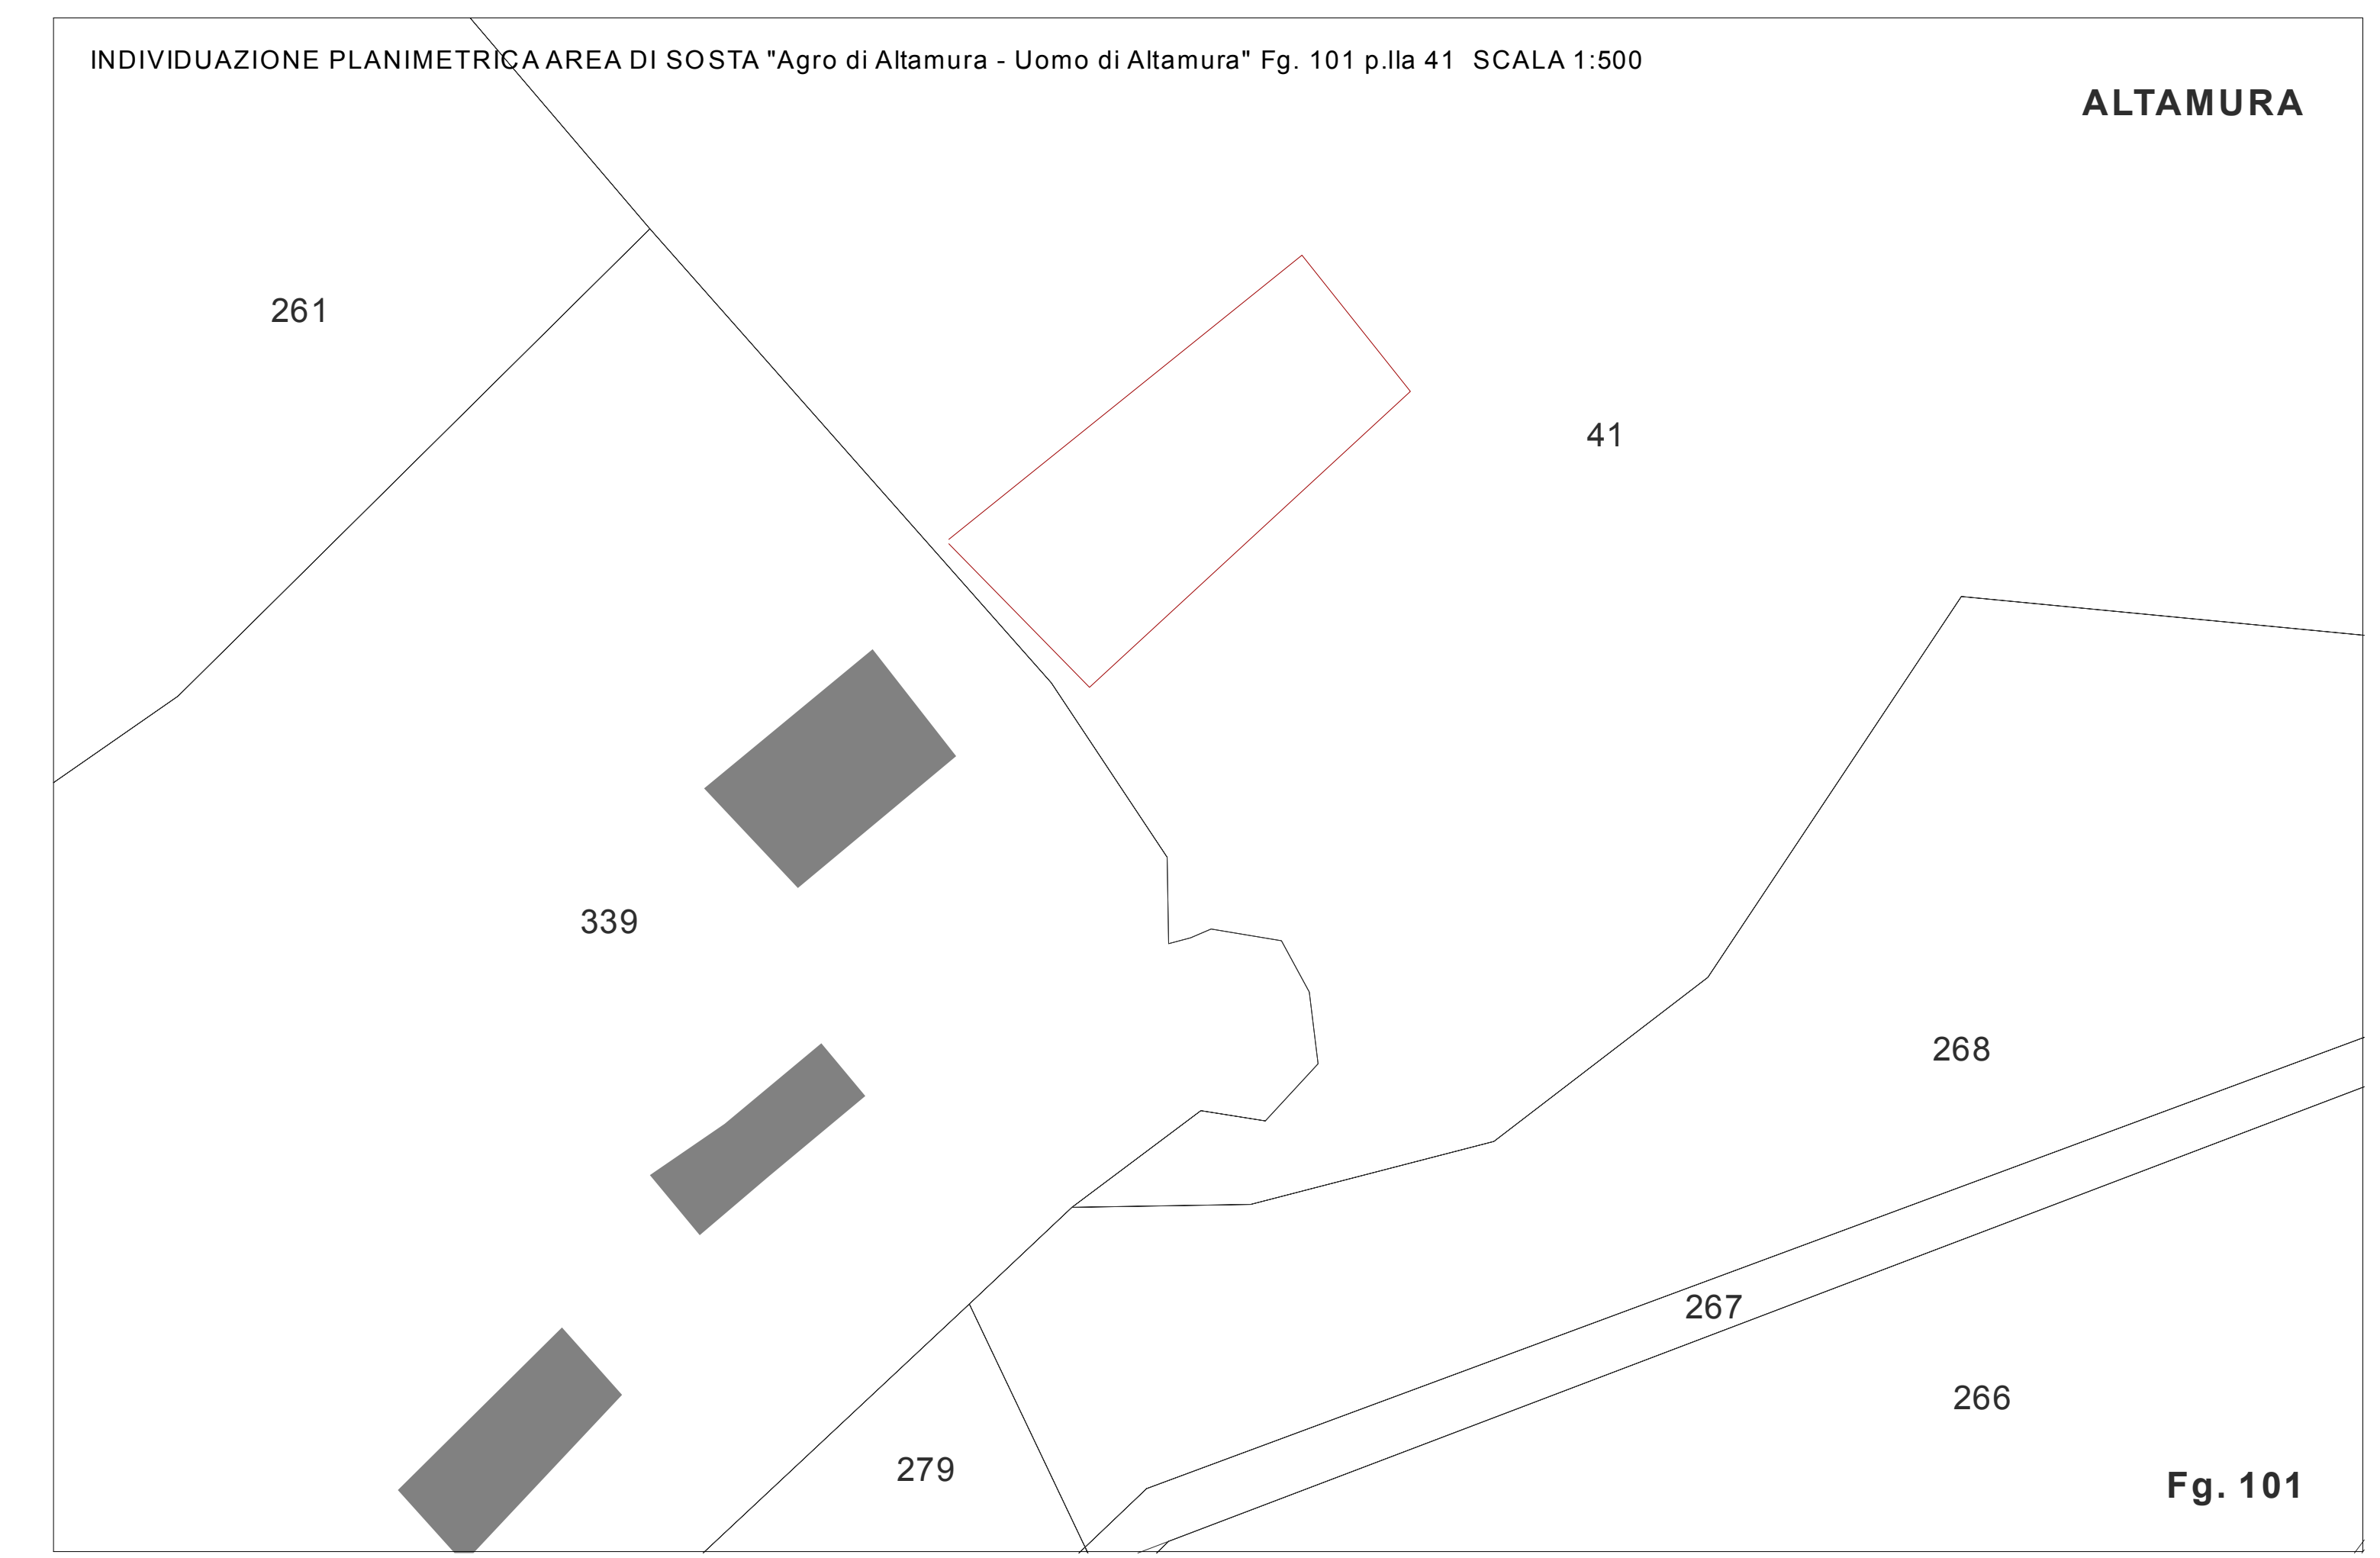 INDIVIDUAZIONE PLANIMETRICA AREA DI SOSTA "Agro di Altamura - Uomo di Altamura" Fg. 101 p.lla 41 SCALA 1:500
ALTAMURA
261
41
339
268
267
266
279
Fg. 101